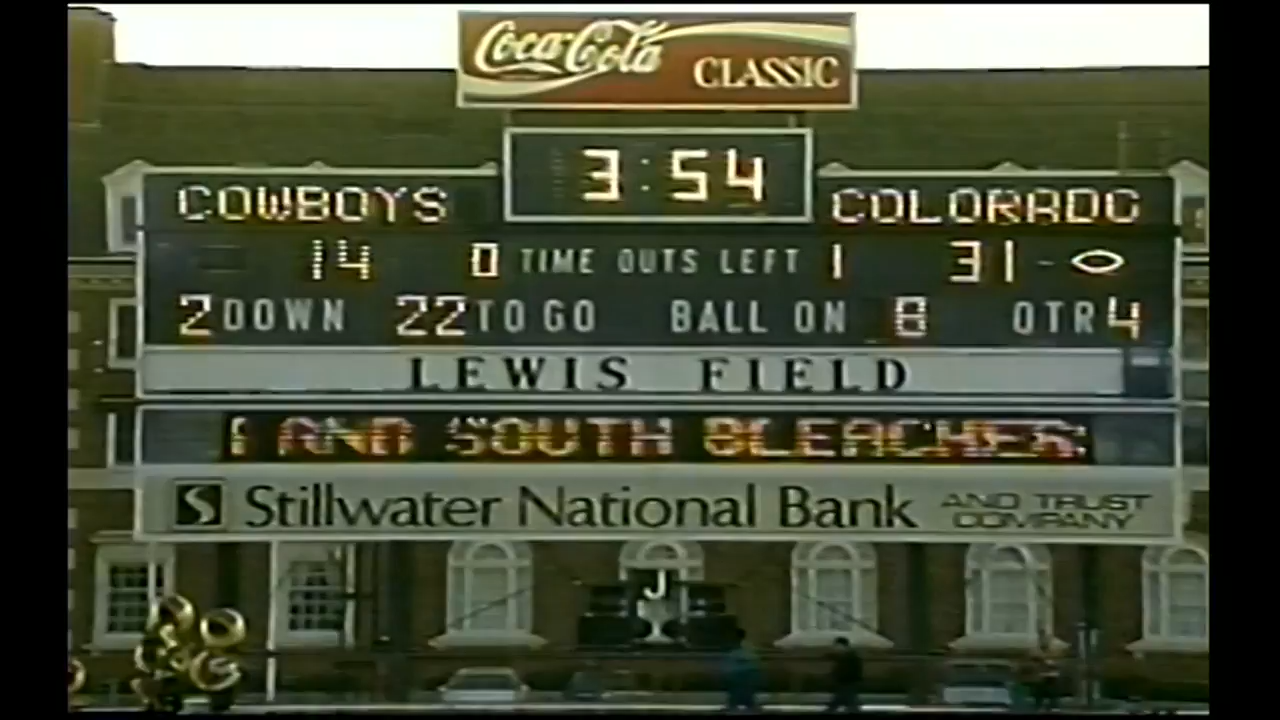 Coca-Cola CLASSIC
3:54
COWBOYS COLORADO
14 0 TIME OUTS LEFT 1 31
2 DOWN 22 TO GO BALL ON 8 QTR 4
LEWIS FIELD
AND SOUTH BLEACHER
S Stillwater National Bank AND TRUST COMPANY
J